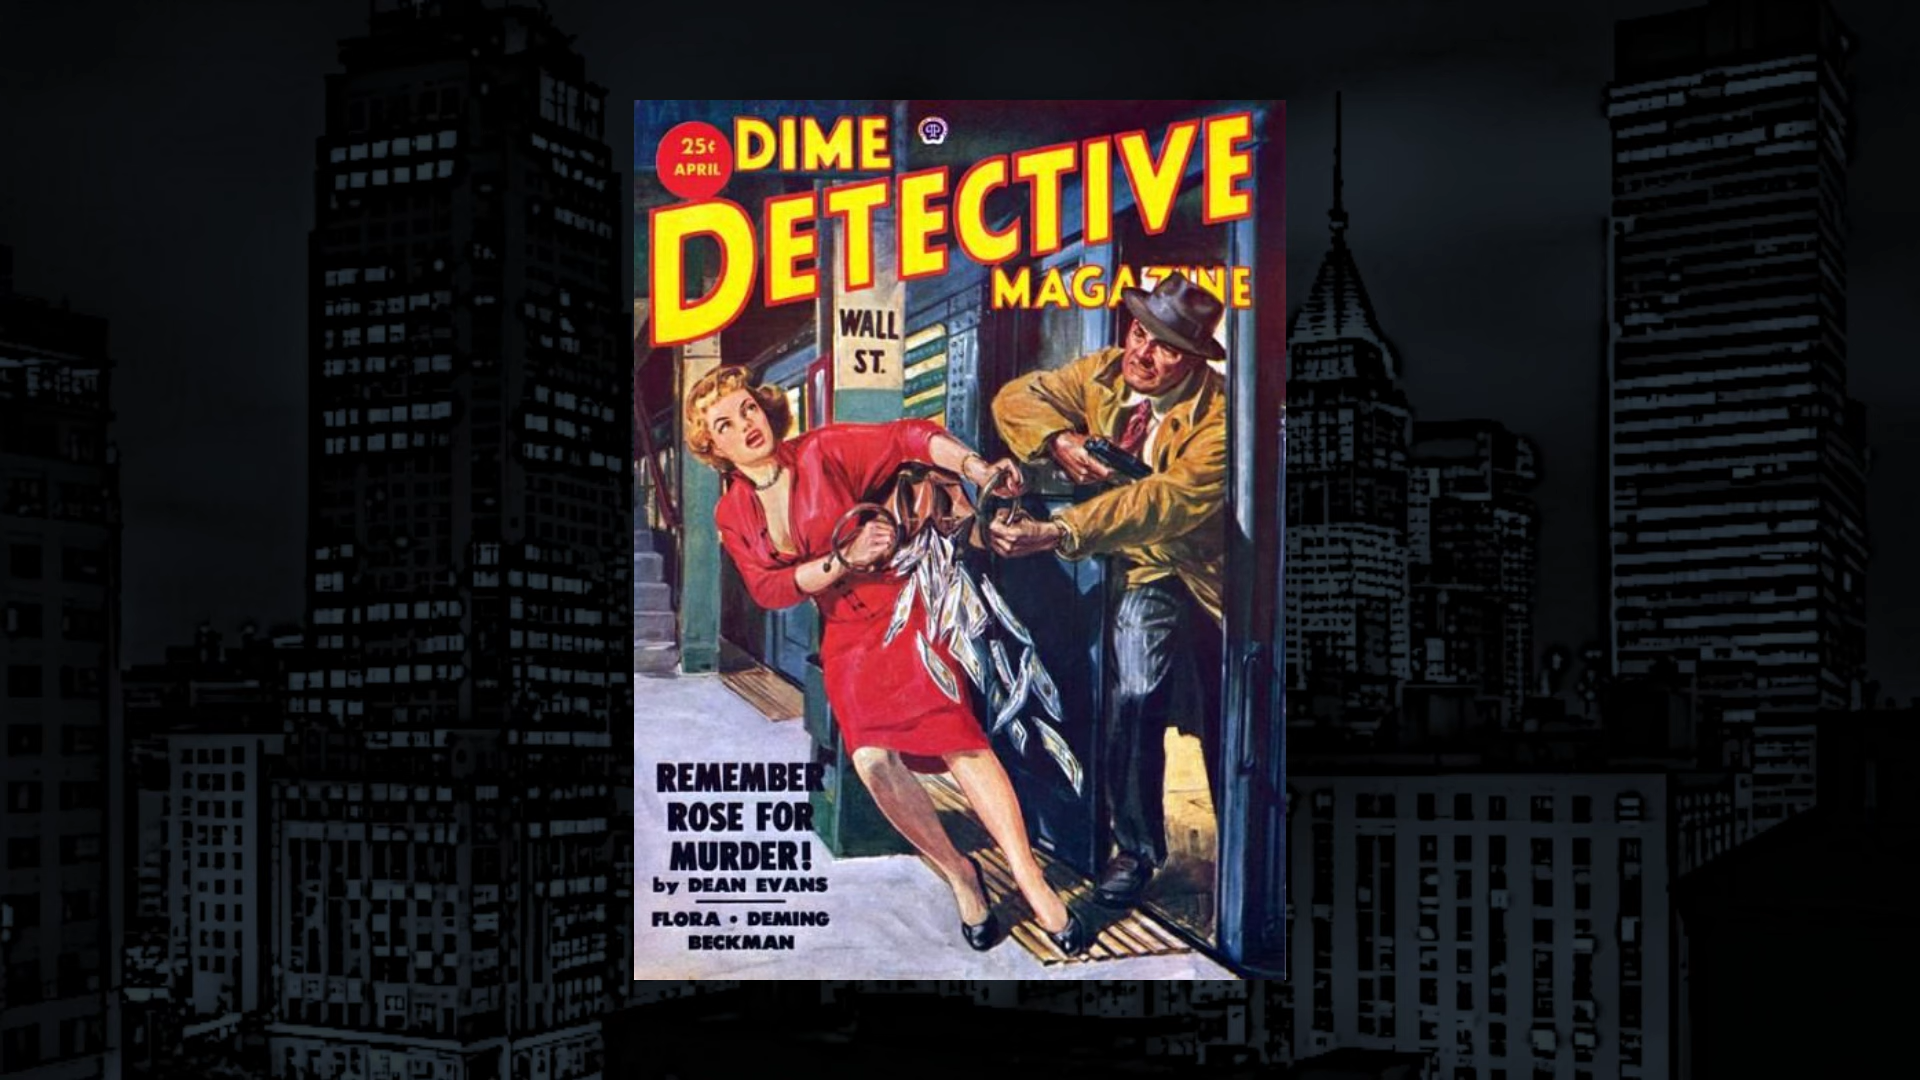 25¢
APRIL
DIME
DETECTIVE
MAGAZINE
WALL
ST.
REMEMBER
ROSE FOR
MURDER!
by DEAN EVANS
FLORA • DEMING
BECKMAN